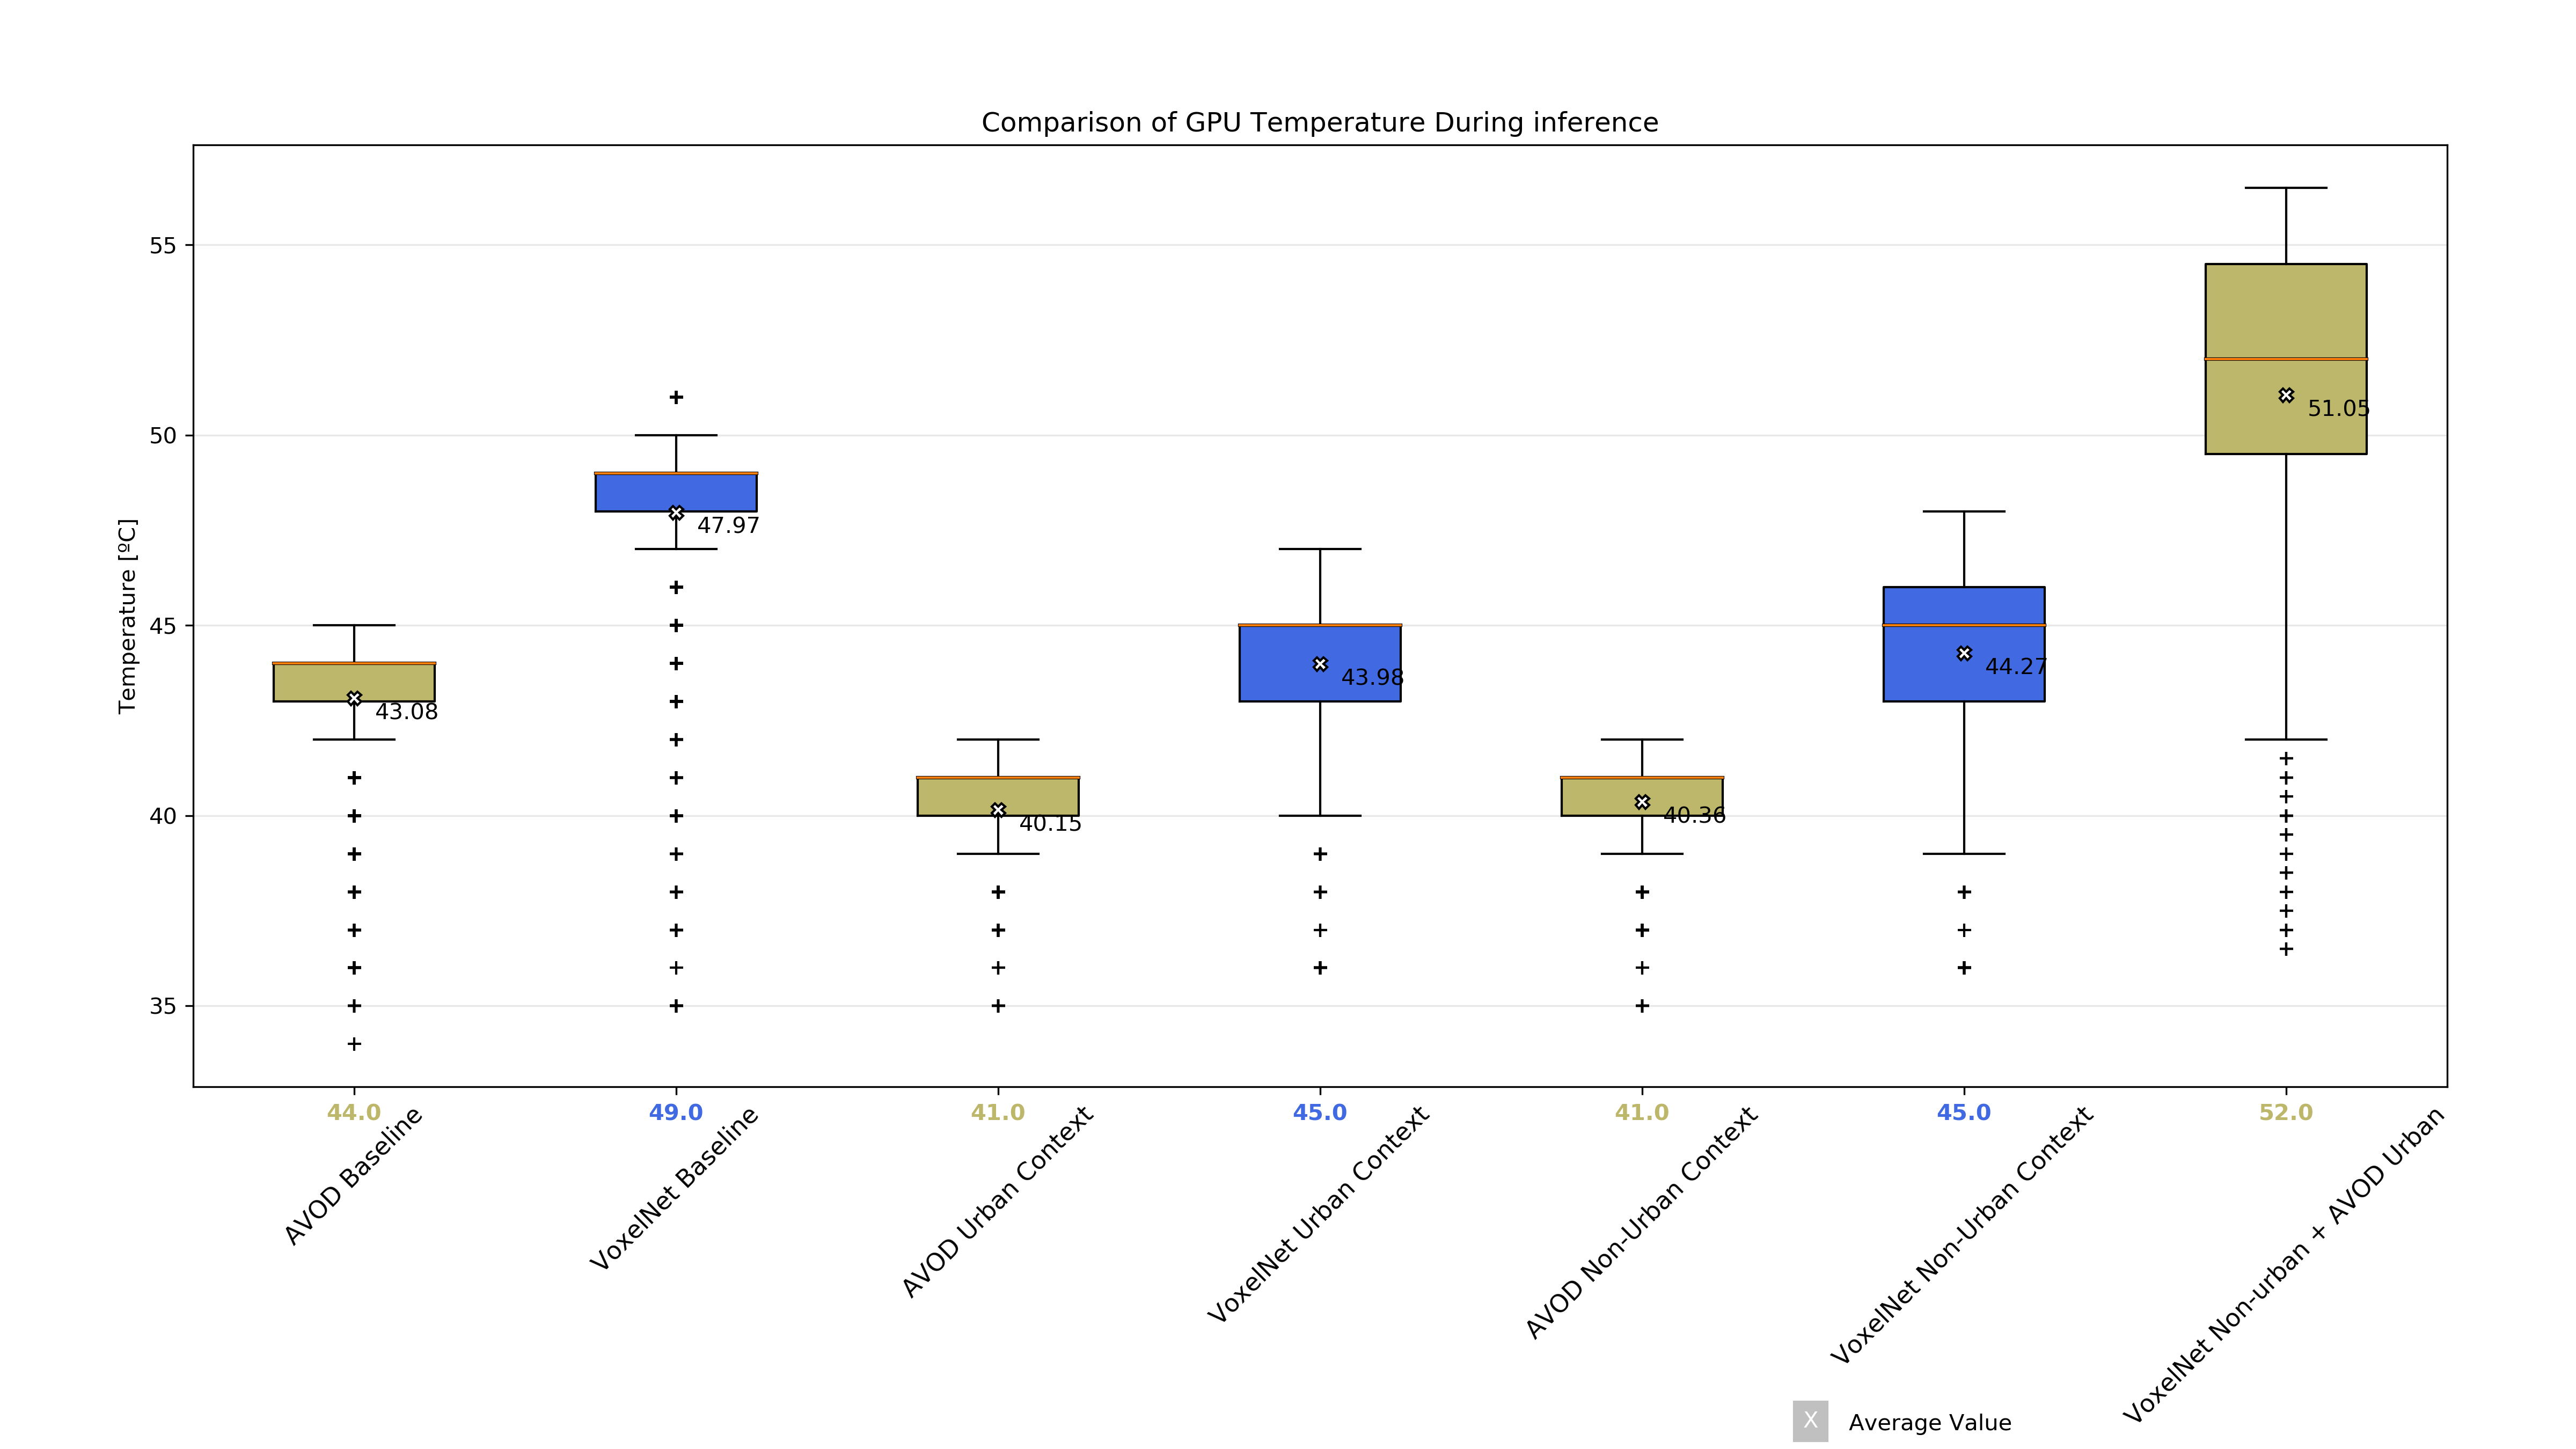 Comparison of GPU Temperature During inference
Temperature [ºC]
55
50
45
40
35
43.08
47.97
40.15
43.98
40.36
44.27
51.05
44.0
49.0
41.0
45.0
41.0
45.0
52.0
AVOD Baseline
VoxelNet Baseline
AVOD Urban Context
VoxelNet Urban Context
AVOD Non-Urban Context
VoxelNet Non-Urban Context
VoxelNet Non-urban + AVOD Urban
X Average Value